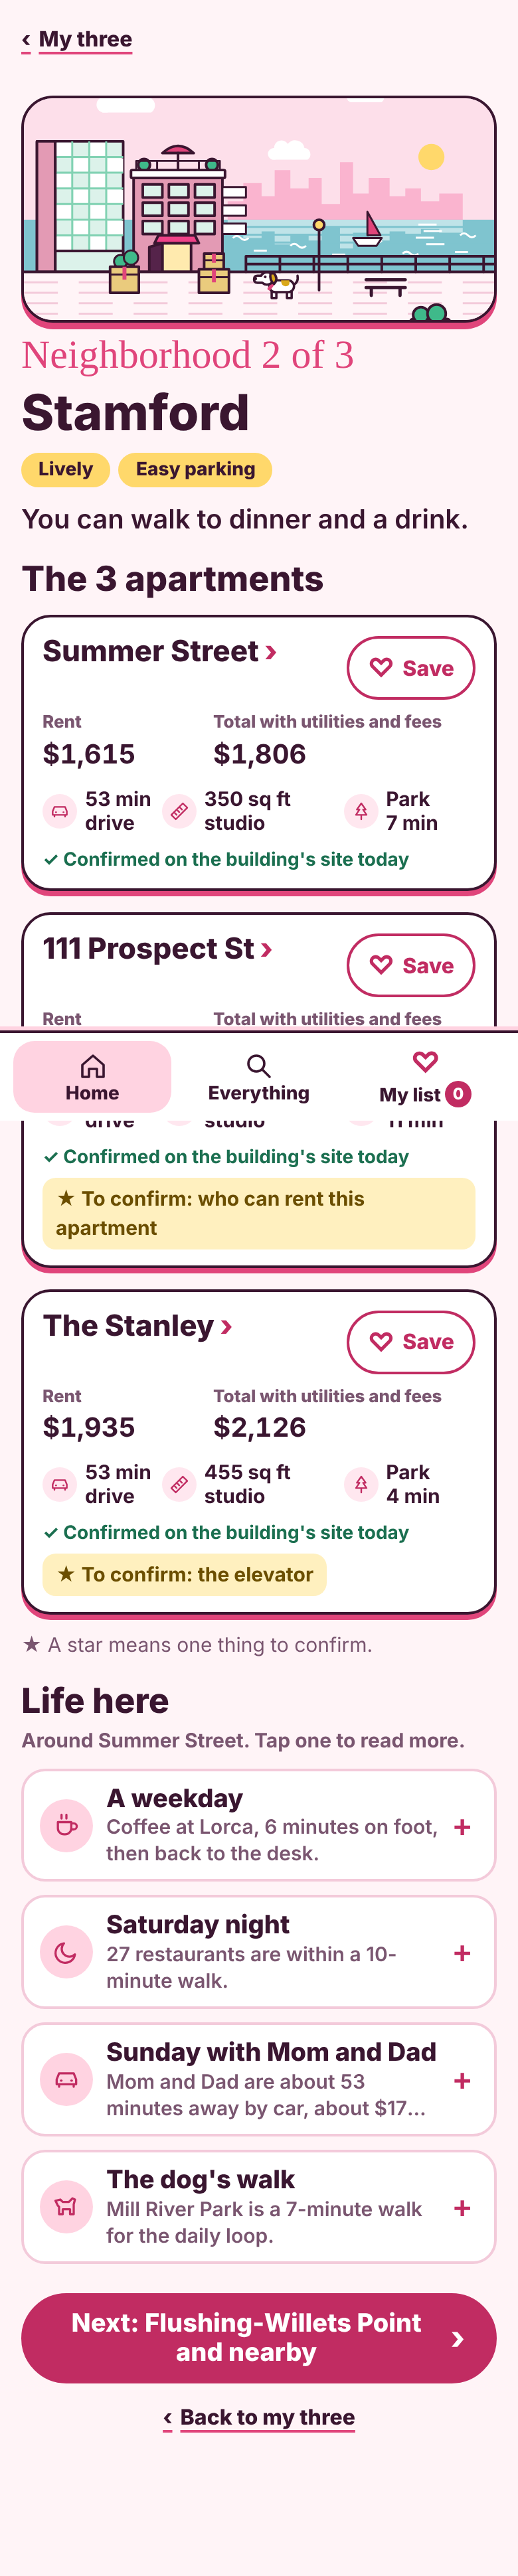 ‹ My three
Neighborhood 2 of 3
Stamford
Lively
Easy parking
You can walk to dinner and a drink.
The 3 apartments
Summer Street ›
Save
Rent
Total with utilities and fees
$1,615
$1,806
53 min
drive
350 sq ft
studio
Park
7 min
✓ Confirmed on the building's site today
111 Prospect St ›
Save
Rent
Total with utilities and fees
Home
Everything
My list 0
drive
studio
11 min
✓ Confirmed on the building's site today
★ To confirm: who can rent this
apartment
The Stanley ›
Save
Rent
Total with utilities and fees
$1,935
$2,126
53 min
drive
455 sq ft
studio
Park
4 min
✓ Confirmed on the building's site today
★ To confirm: the elevator
★ A star means one thing to confirm.
Life here
Around Summer Street. Tap one to read more.
A weekday
Coffee at Lorca, 6 minutes on foot,
then back to the desk.
+
Saturday night
27 restaurants are within a 10-
minute walk.
+
Sunday with Mom and Dad
Mom and Dad are about 53
minutes away by car, about $17...
+
The dog's walk
Mill River Park is a 7-minute walk
for the daily loop.
+
Next: Flushing-Willets Point
and nearby ›
‹ Back to my three